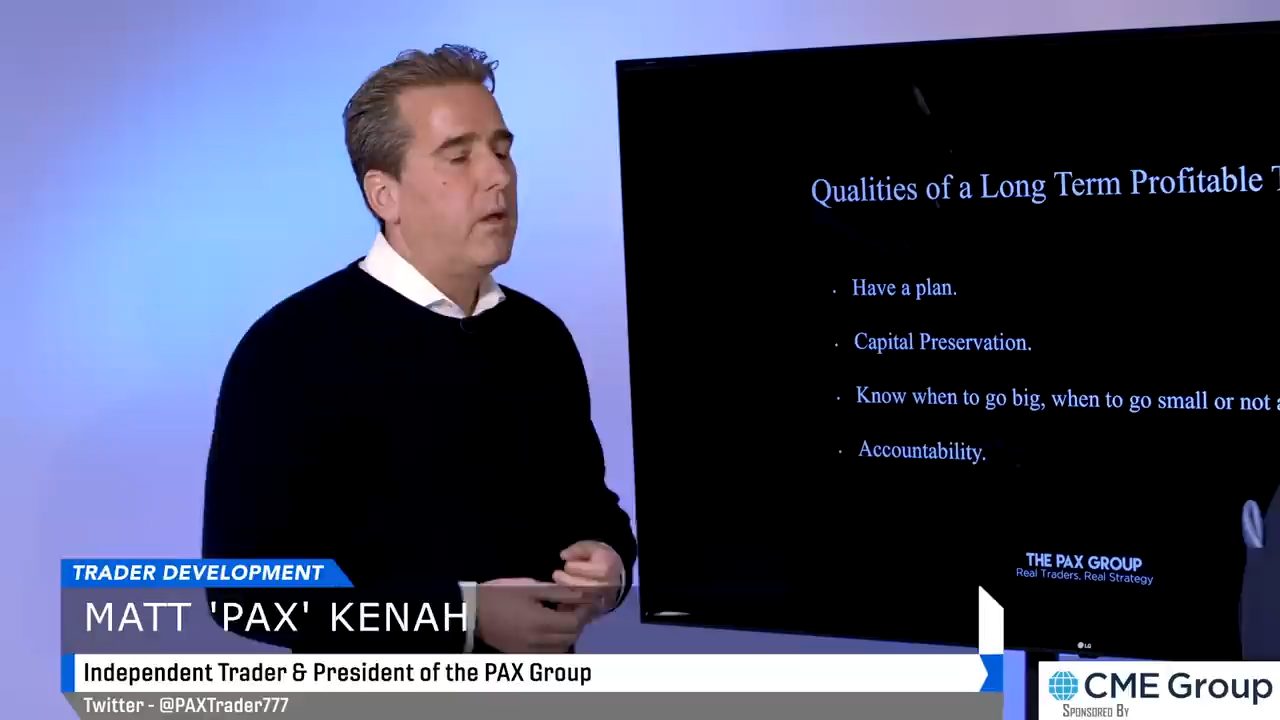 Qualities of a Long Term Profitable T
· Have a plan.
· Capital Preservation.
· Know when to go big, when to go small or not a
· Accountability.
THE PAX GROUP
Real Traders, Real Strategy
LG
TRADER DEVELOPMENT
MATT 'PAX' KENAH
Independent Trader & President of the PAX Group
Twitter - @PAXTrader777
CME Group
SPONSORED BY